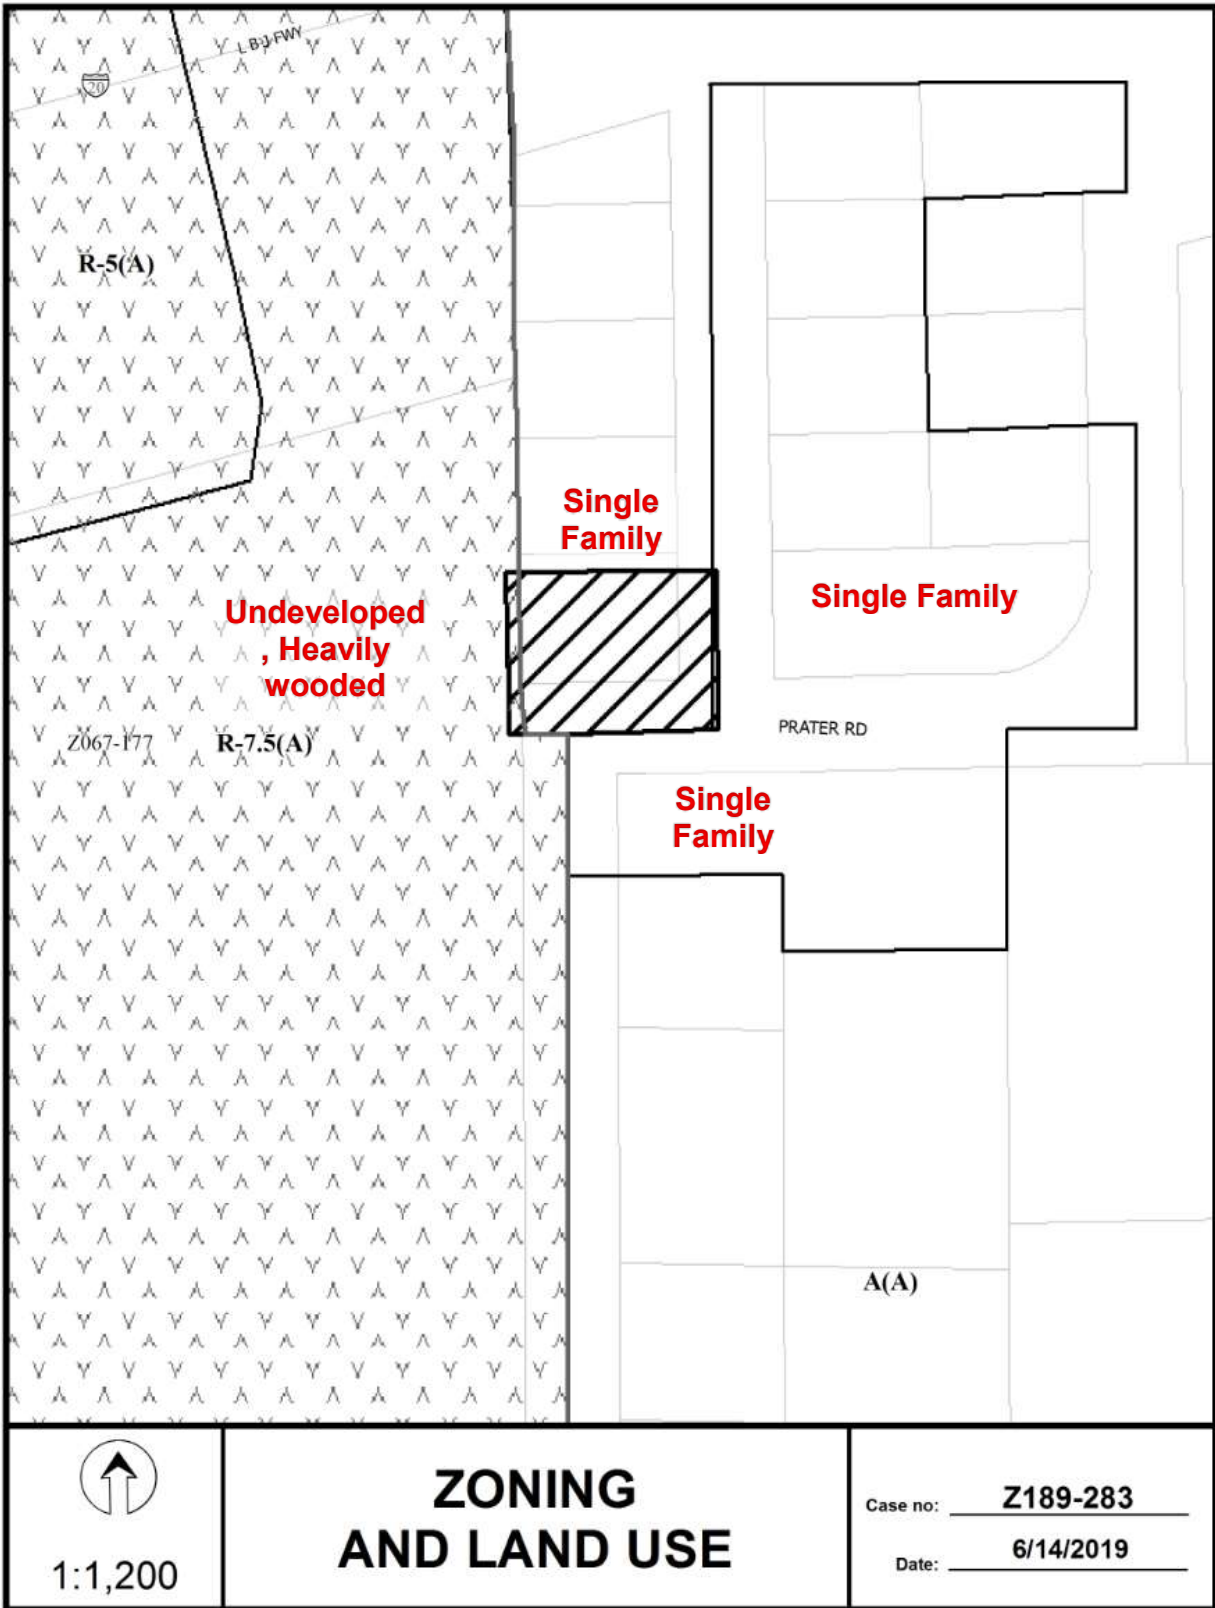 L B J FWY
20
R-5(A)
Single
Family
Undeveloped
, Heavily
wooded
Single Family
Z067-177
R-7.5(A)
PRATER RD
Single
Family
A(A)
1:1,200
ZONING
AND LAND USE
Case no: Z189-283
Date: 6/14/2019